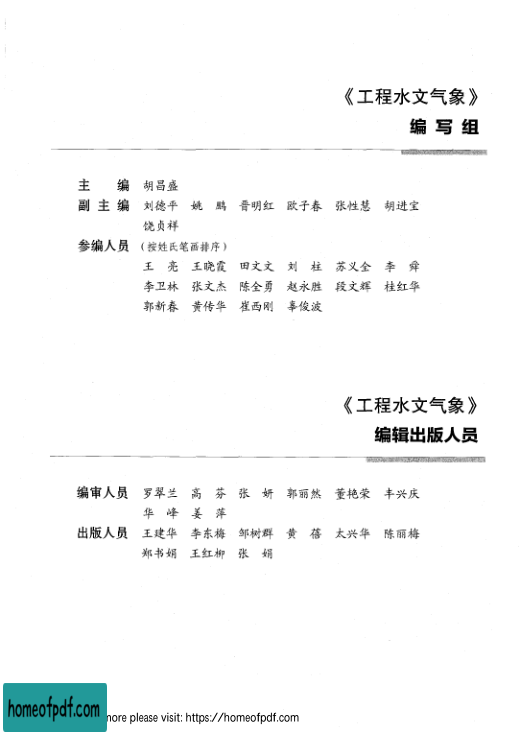 《工程水文气象》
编 写 组
主　　编 胡昌盛
副 主 编 刘德平 姚　鹏 晋明红 欧子春 张性慧 胡进宝
饶贞祥
参编人员 (按姓氏笔画排序)
王　亮 王晓霞 田文文 刘　柱 苏义全 李　舜
李卫林 张文杰 陈全勇 赵永胜 段文辉 桂红华
郭新春 黄传华 崔西刚 辜俊波
《工程水文气象》
编辑出版人员
编审人员 罗翠兰 高　芬 张　妍 郭丽然 董艳荣 丰兴庆
华　峰 姜　萍
出版人员 王建华 李东梅 邹树群 黄　蓓 太兴华 陈丽梅
郑书娟 王红柳 张　娟
homeofpdf.com
more please visit: https://homeofpdf.com